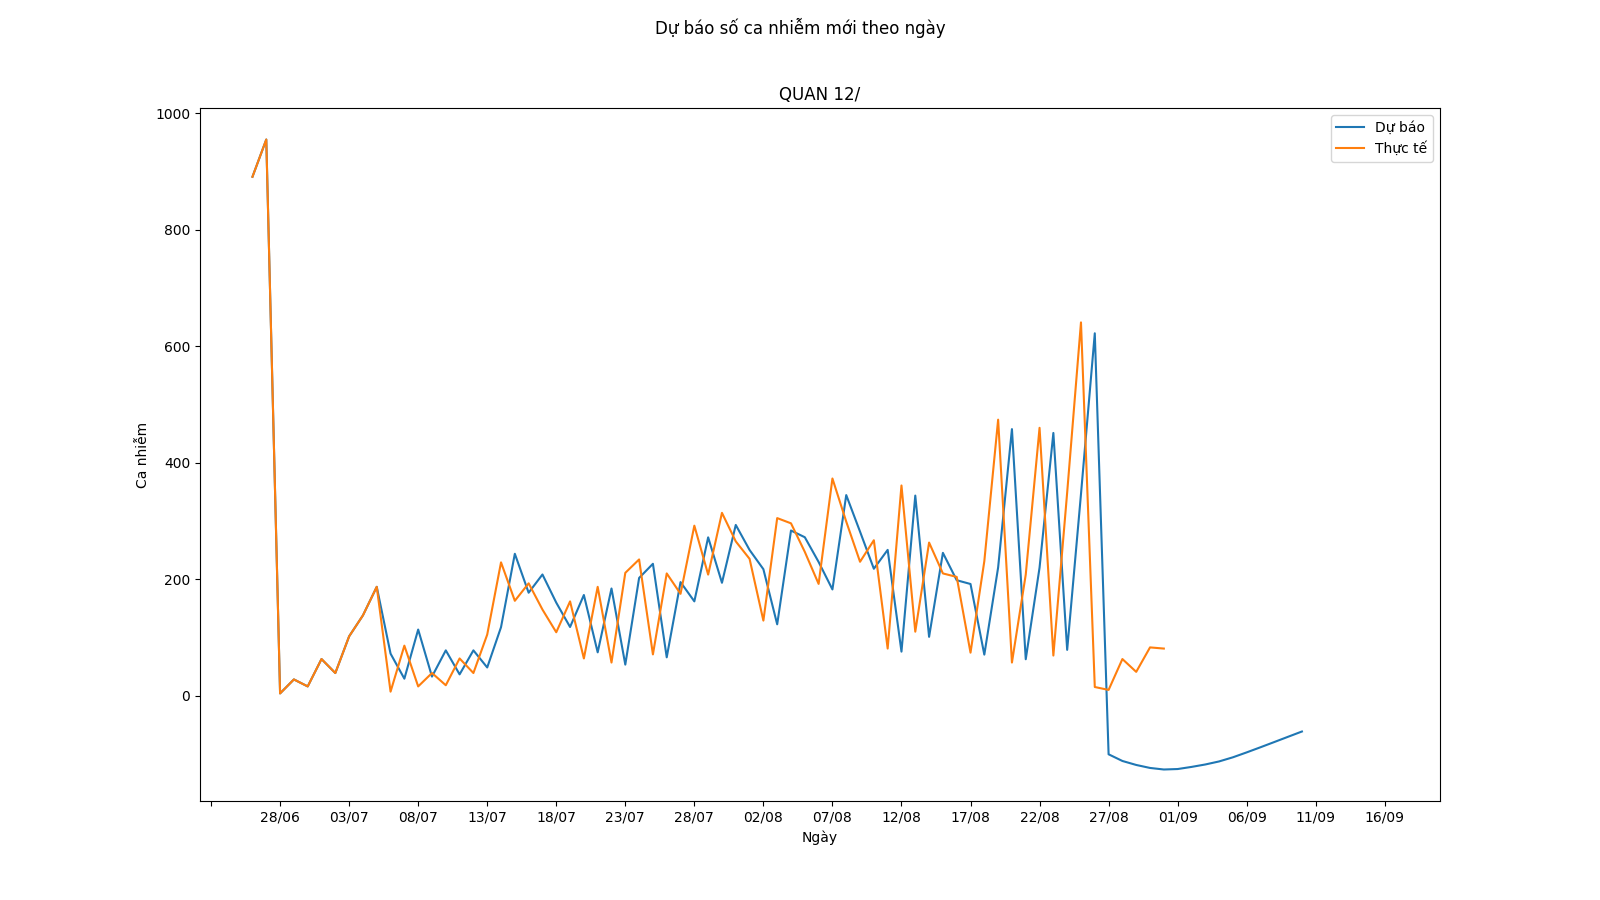 Dự báo số ca nhiễm mới theo ngày
QUAN 12/
1000
800
600
400
200
0
Ca nhiễm
Dự báo
Thực tế
28/06 03/07 08/07 13/07 18/07 23/07 28/07 02/08 07/08 12/08 17/08 22/08 27/08 01/09 06/09 11/09 16/09
Ngày